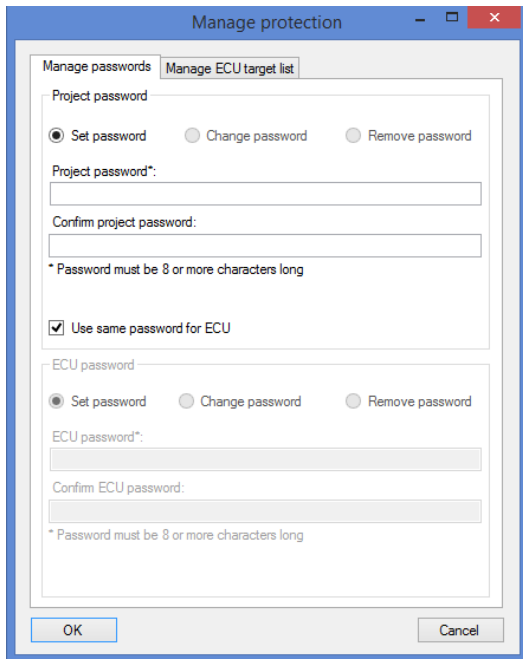 Manage protection
Manage passwords Manage ECU target list
Project password
Set password Change password Remove password
Project password*:
Confirm project password:
* Password must be 8 or more characters long
Use same password for ECU
ECU password
Set password Change password Remove password
ECU password*:
Confirm ECU password:
* Password must be 8 or more characters long
OK Cancel